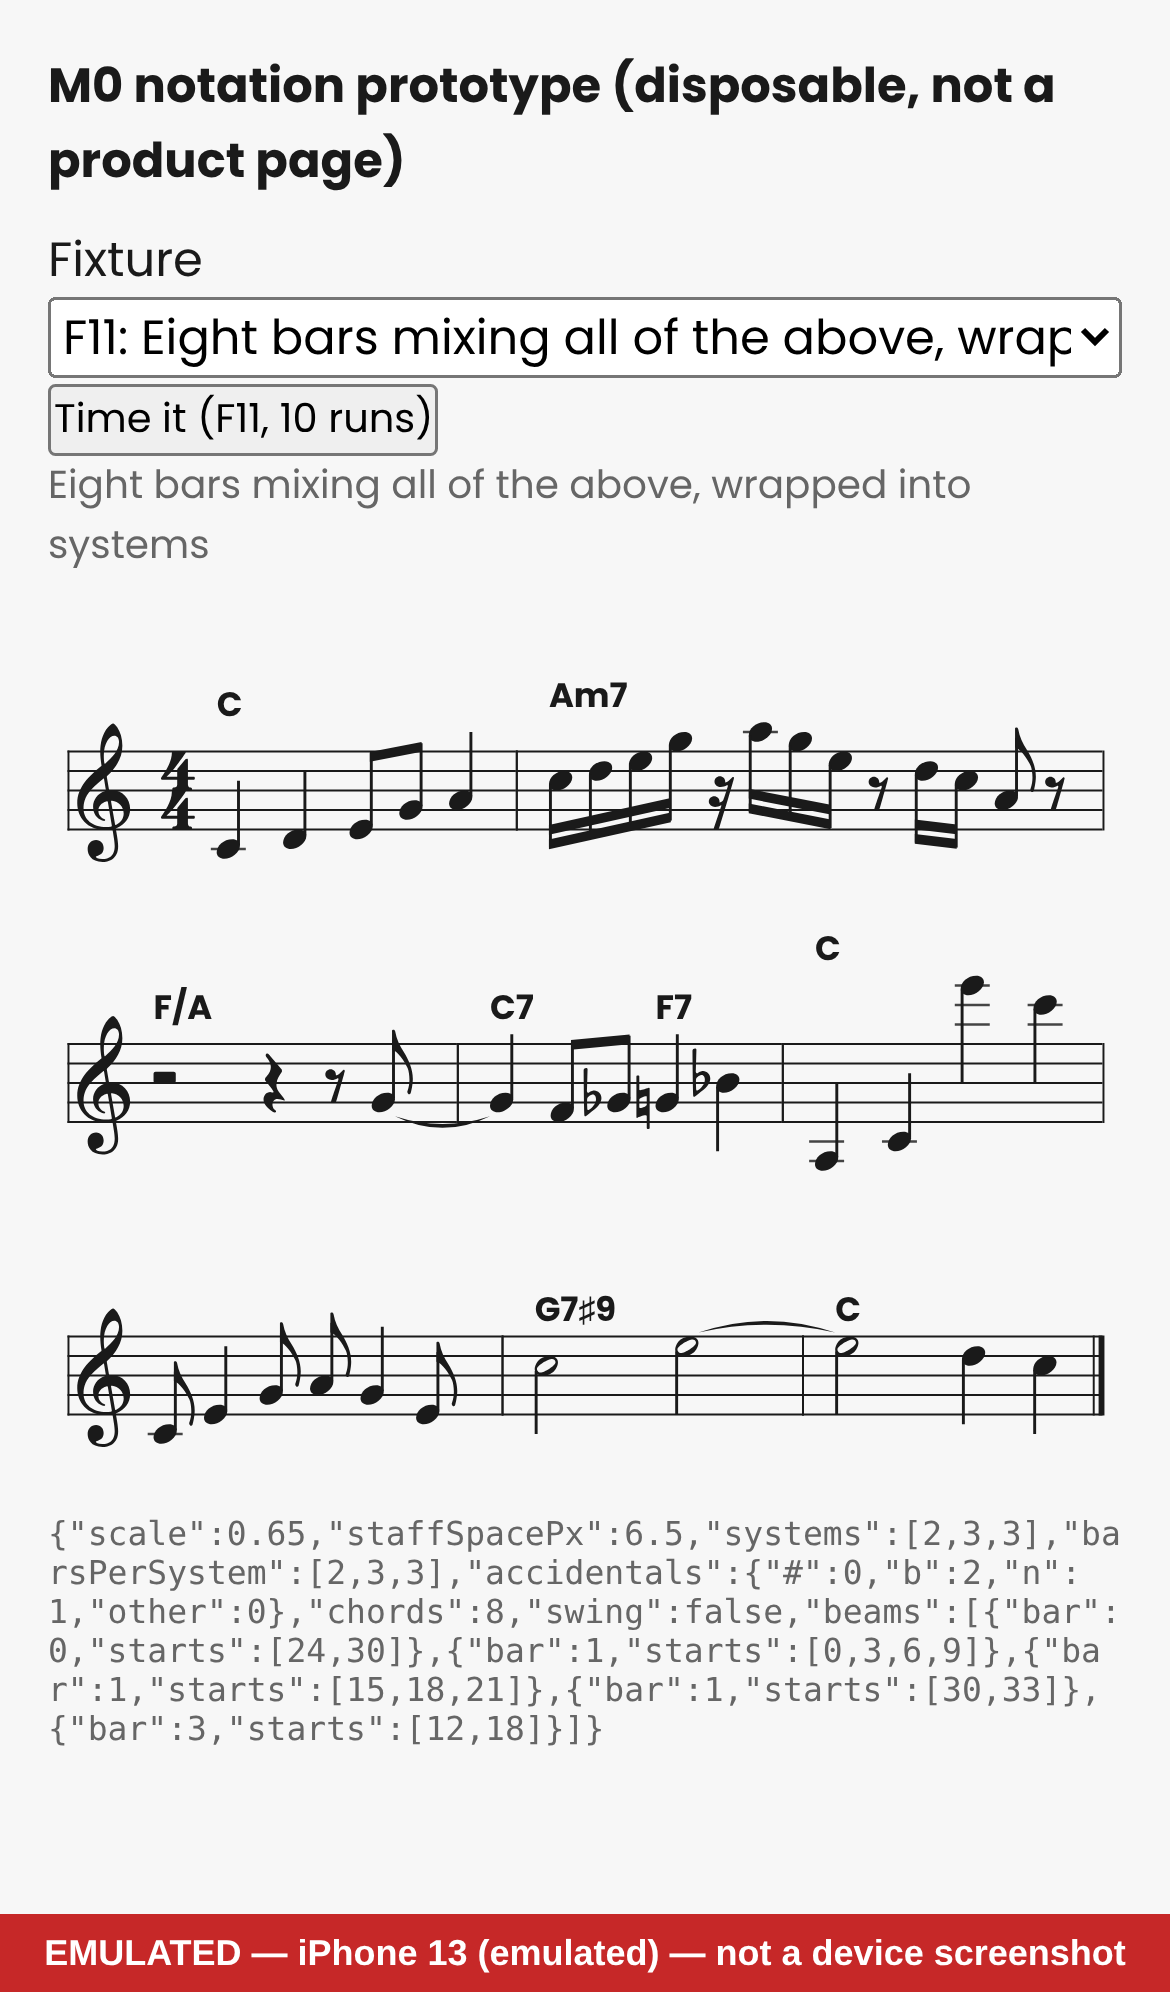 M0 notation prototype (disposable, not a
product page)
Fixture
F11: Eight bars mixing all of the above, wrap
Time it (F11, 10 runs)
Eight bars mixing all of the above, wrapped into
systems
C Am7
4
4
C
F/A C7 F7
G7♯9 C
{"scale":0.65,"staffSpacePx":6.5,"systems":[2,3,3],"ba
rsPerSystem":[2,3,3],"accidentals":{"#":0,"b":2,"n":
1,"other":0},"chords":8,"swing":false,"beams":[{"bar":
0,"starts":[24,30]},{"bar":1,"starts":[0,3,6,9]},{"ba
r":1,"starts":[15,18,21]},{"bar":1,"starts":[30,33]},
{"bar":3,"starts":[12,18]}]}
EMULATED — iPhone 13 (emulated) — not a device screenshot